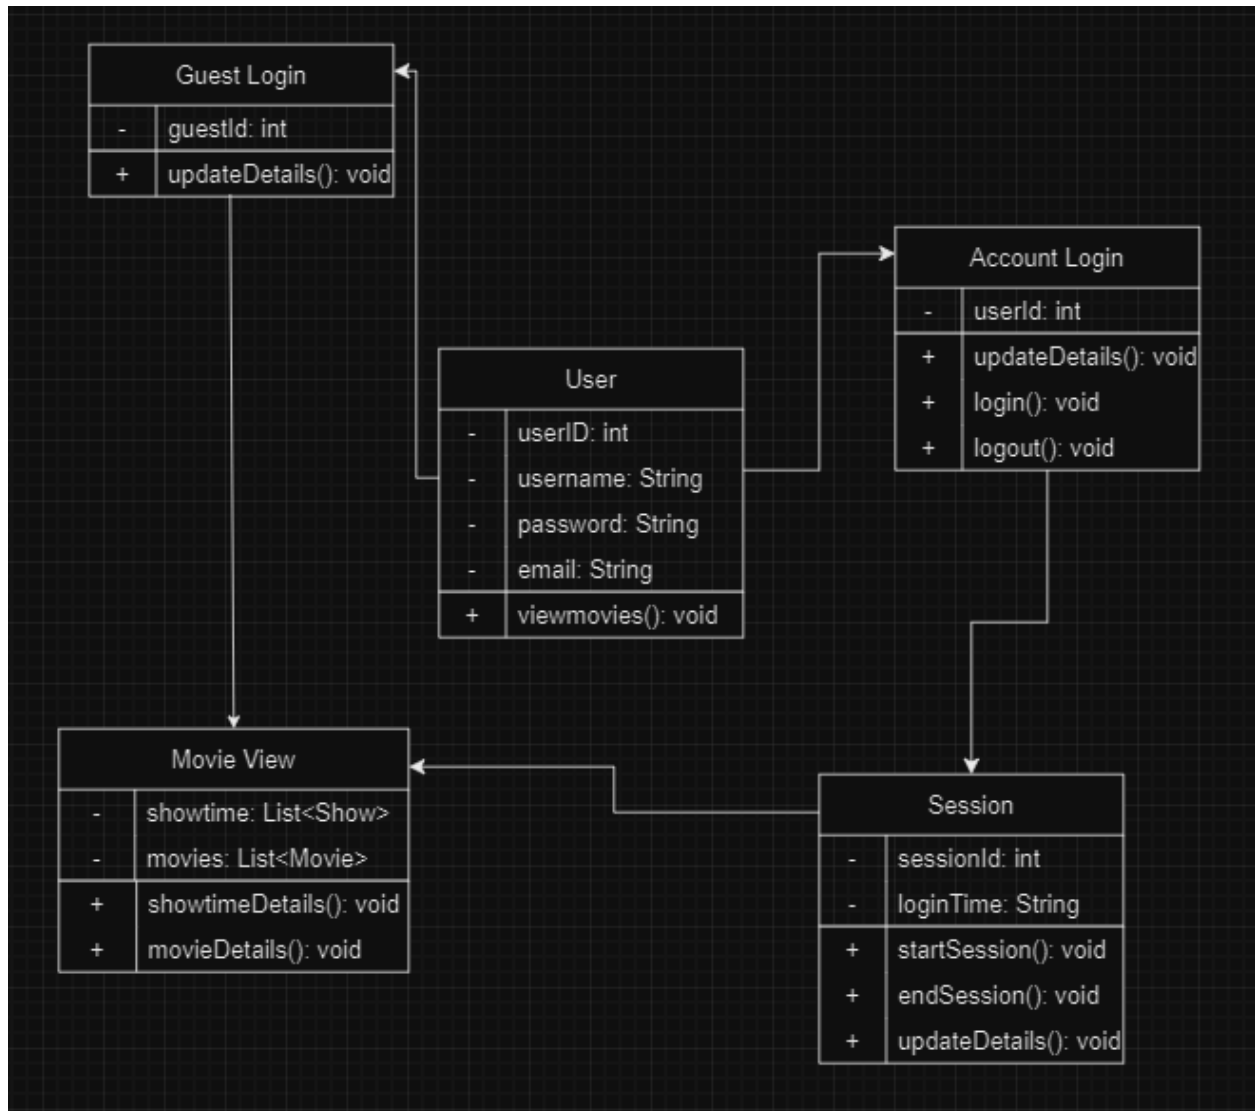 Guest Login
- guestId: int
+ updateDetails(): void
Account Login
- userId: int
+ updateDetails(): void
+ login(): void
+ logout(): void
User
- userID: int
- username: String
- password: String
- email: String
+ viewmovies(): void
Movie View
- showtime: List<Show>
- movies: List<Movie>
+ showtimeDetails(): void
+ movieDetails(): void
Session
- sessionId: int
- loginTime: String
+ startSession(): void
+ endSession(): void
+ updateDetails(): void